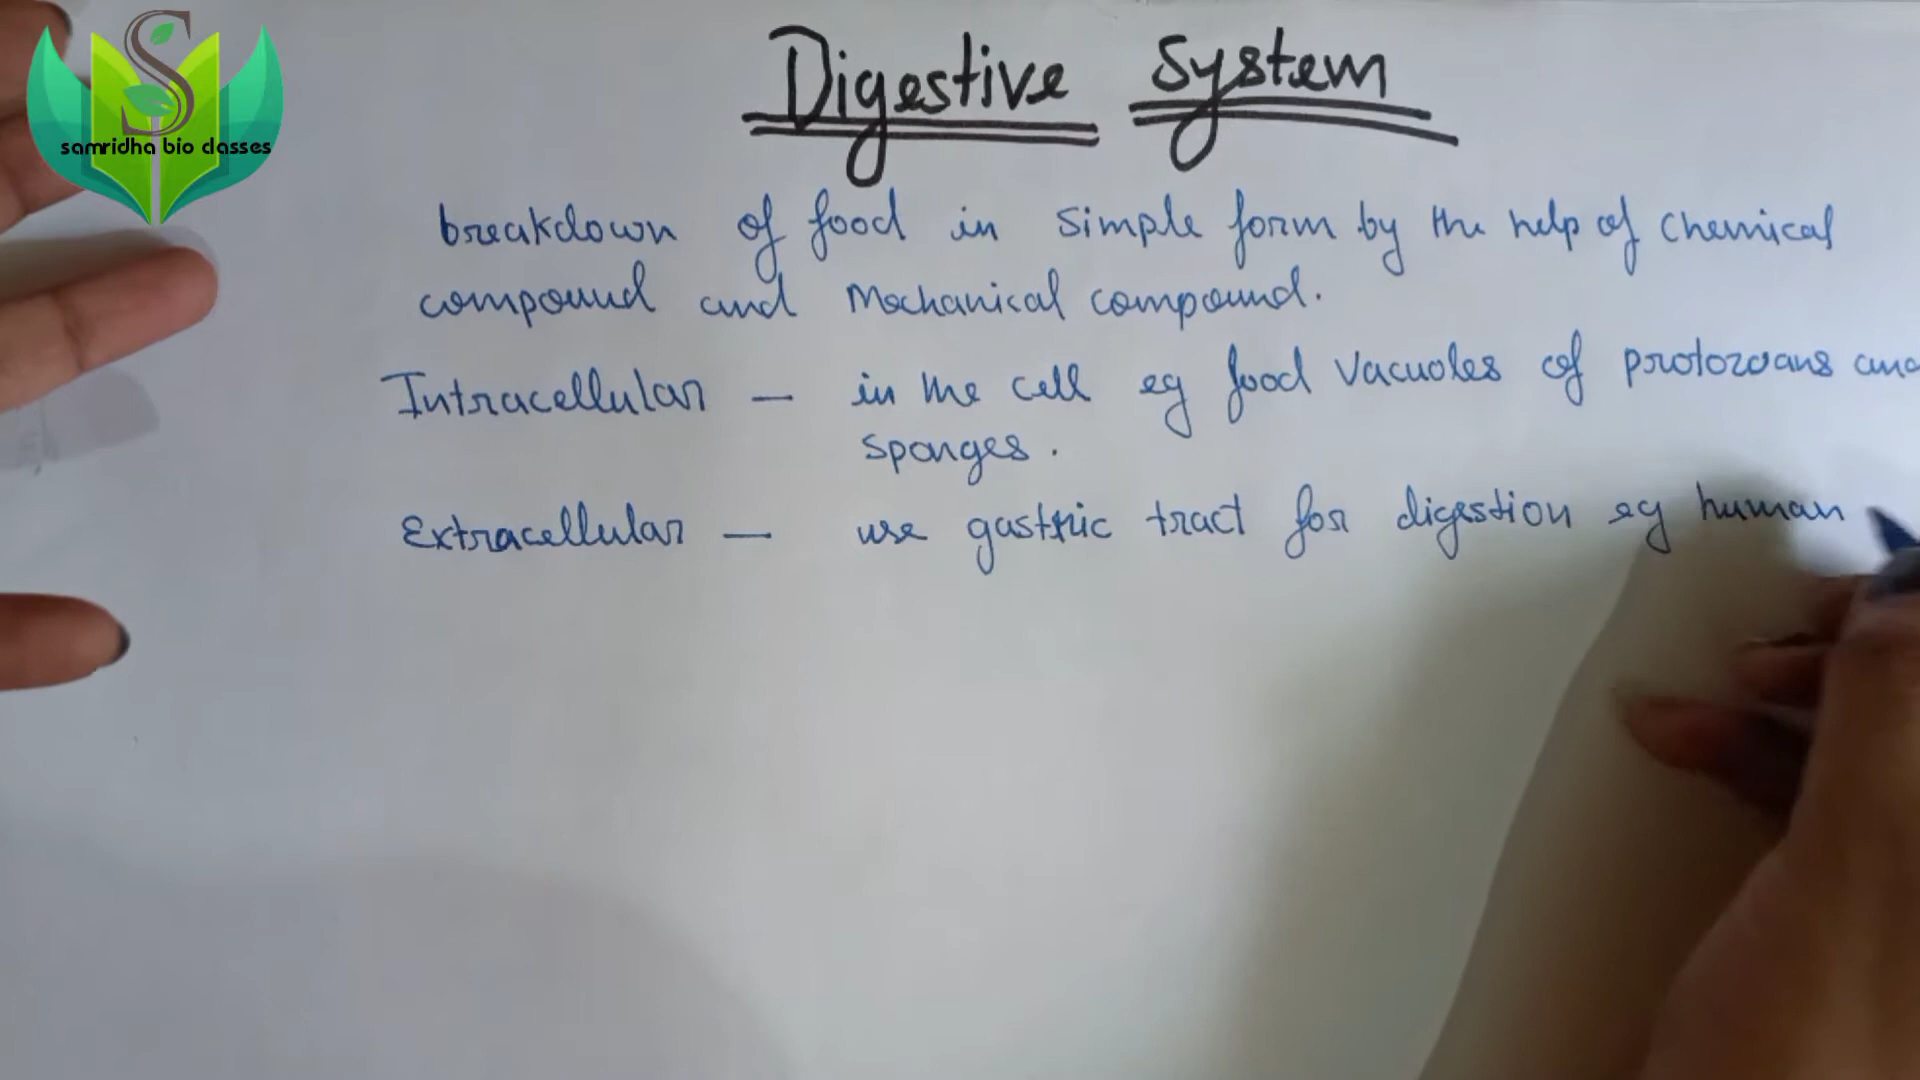 S
samridha bio classes
Digestive System
breakdown of food in simple form by the help of chemical
compound and Mechanical compound.
Intracellular — in the cell eg food vacuoles of protozoans and
sponges.
Extracellular — use gastric tract for digestion eg human